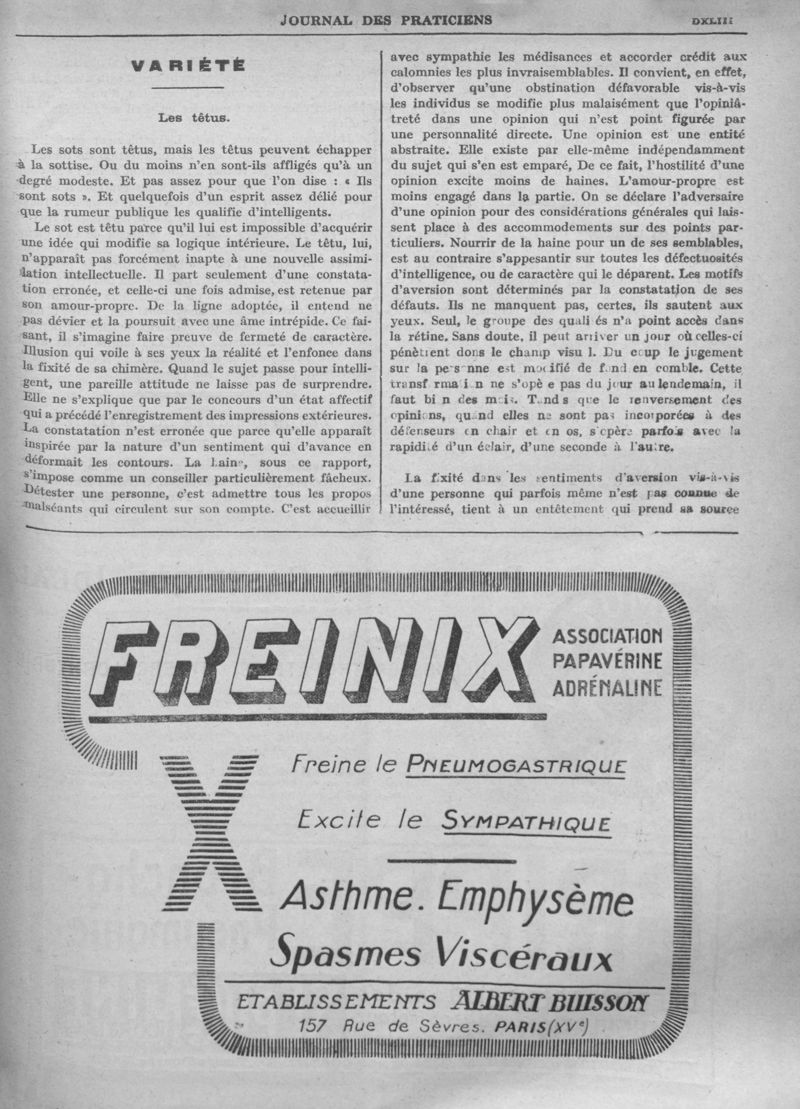 JOURNAL DES PRATICIENS
DXLIII
VARIÉTÉ
Les têtus.
Les sots sont têtus, mais les têtus peuvent échapper
à la sottise. Ou du moins n'en sont-ils affligés qu'à un
degré modeste. Et pas assez pour que l'on dise : « Ils
sont sots ». Et quelquefois d'un esprit assez délié pour
que la rumeur publique les qualifie d'intelligents.
Le sot est têtu parce qu'il lui est impossible d'acquérir
une idée qui modifie sa logique intérieure. Le têtu, lui,
n'apparaît pas forcément inapte à une nouvelle assimi-
lation intellectuelle. Il part seulement d'une constata-
tion erronée, et celle-ci une fois admise, est retenue par
son amour-propre. De la ligne adoptée, il entend ne
pas dévier et la poursuit avec une âme intrépide. Ce fai-
sant, il s'imagine faire preuve de fermeté de caractère.
Illusion qui voile à ses yeux la réalité et l'enfonce dans
la fixité de sa chimère. Quand le sujet passe pour intelli-
gent, une pareille attitude ne laisse pas de surprendre.
Elle ne s'explique que par le concours d'un état affectif
qui a précédé l'enregistrement des impressions extérieures.
La constatation n'est erronée que parce qu'elle apparaît
inspirée par la nature d'un sentiment qui d'avance en
déformait les contours. La haine, sous ce rapport,
s'impose comme un conseiller particulièrement fâcheux.
Détester une personne, c'est admettre tous les propos
malséants qui circulent sur son compte. C'est accueillir
avec sympathie les médisances et accorder crédit aux
calomnies les plus invraisemblables. Il convient, en effet,
d'observer qu'une obstination défavorable vis-à-vis
les individus se modifie plus malaisément que l'opiniâ-
treté dans une opinion qui n'est point figurée par
une personnalité directe. Une opinion est une entité
abstraite. Elle existe par elle-même indépendamment
du sujet qui s'en est emparé, De ce fait, l'hostilité d'une
opinion excite moins de haines. L'amour-propre est
moins engagé dans la partie. On se déclare l'adversaire
d'une opinion pour des considérations générales qui lais-
sent place à des accommodements sur des points par-
ticuliers. Nourrir de la haine pour un de ses semblables,
est au contraire s'appesantir sur toutes les défectuosités
d'intelligence, ou de caractère qui le déparent. Les motifs
d'aversion sont déterminés par la constatation de ses
défauts. Ils ne manquent pas, certes, ils sautent aux
yeux. Seul, le groupe des quali és n'a point accès dans
la rétine. Sans doute, il peut arriver un jour où celles-ci
pénètrent dans le champ visu l. Du coup le jugement
sur la pe s nne est modifié de fond en comble. Cette
transf rmati n ne s'opè e pas du jour au lendemain, il
faut bi n des mois. Tands que le renversement des
opinions, quand elles ne sont pas incorporées à des
défenseurs en chair et en os, s'opère parfois avec la
rapidité d'un éclair, d'une seconde à l'autre.
La fixité dans les sentiments d'aversion vis-à-vis
d'une personne qui parfois même n'est pas connue de
l'intéressé, tient à un entêtement qui prend sa source
FREINIX
ASSOCIATION
PAPAVÉRINE
ADRÉNALINE
X
Freine le PNEUMOGASTRIQUE
Excite le SYMPATHIQUE
Asthme. Emphysème
Spasmes Viscéraux
ETABLISSEMENTS ALBERT BUISSON
157 Rue de Sèvres. PARIS (XVe)